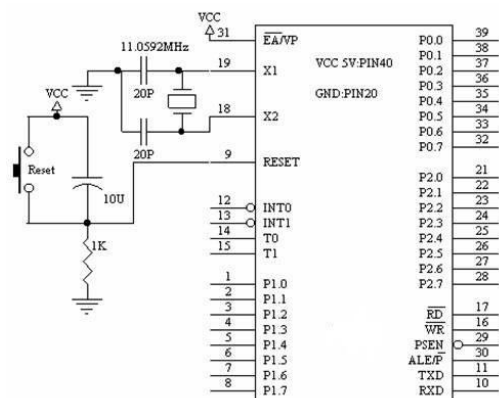 VCC
31 EA/VP P0.0 39
11.0592MHz P0.1 38
19 X1 VCC 5V:PIN40 P0.2 37
P0.3 36
20P GND:PIN20 P0.4 35
VCC 18 X2 P0.5 34
P0.6 33
20P P0.7 32
9 RESET
Reset P2.0 21
P2.1 22
10U 12 INT0 P2.2 23
13 INT1 P2.3 24
14 T0 P2.4 25
1K 15 T1 P2.5 26
P2.6 27
1 P1.0 P2.7 28
2 P1.1
3 P1.2 RD 17
4 P1.3 WR 16
5 P1.4 PSEN 29
6 P1.5 ALE/P 30
7 P1.6 TXD 11
8 P1.7 RXD 10